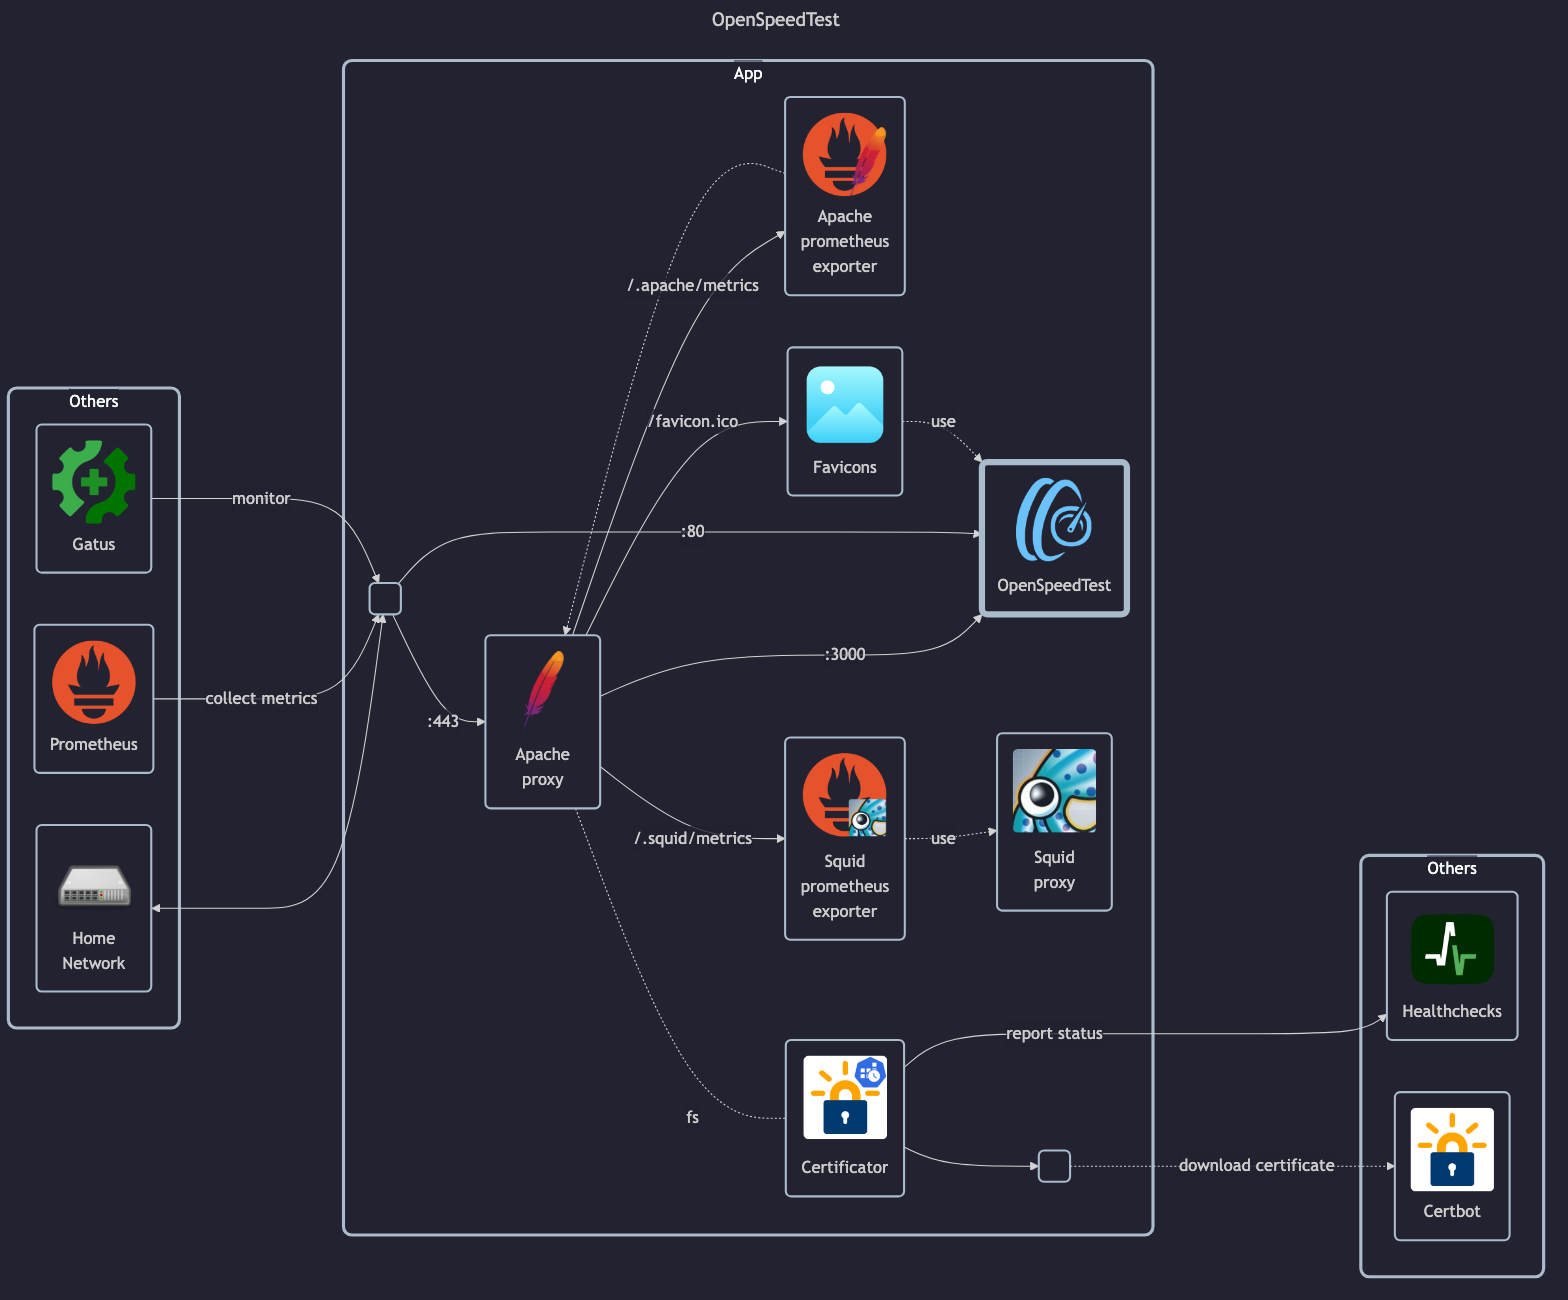 OpenSpeedTest
App
Apache
prometheus
exporter
/.apache/metrics
Others
Gatus
monitor
/favicon.ico
Favicons
use
:80
OpenSpeedTest
Prometheus
collect metrics
:443
Apache
proxy
:3000
Home
Network
/.squid/metrics
Squid
prometheus
exporter
use
Squid
proxy
Others
Healthchecks
report status
fs
Certificator
download certificate
Certbot